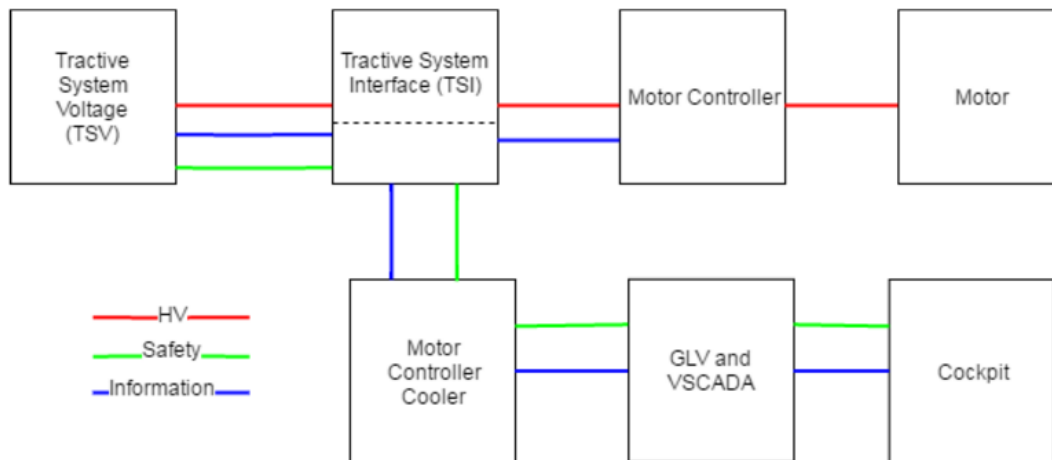 Tractive
System
Voltage
(TSV)
Tractive System
Interface (TSI)
Motor Controller
Motor
HV
Safety
Information
Motor
Controller
Cooler
GLV and
VSCADA
Cockpit